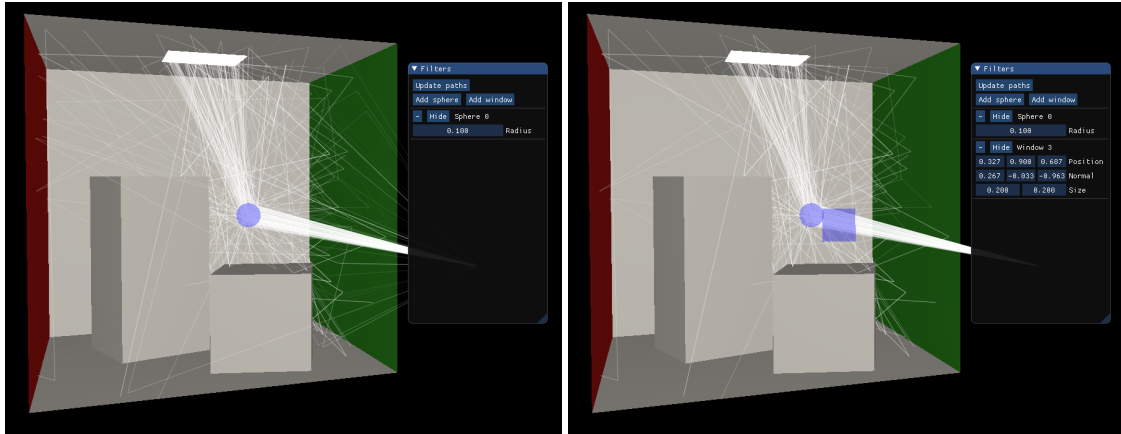 ▼ Filters
Update paths
Add sphere Add window
- Hide Sphere 0
0.100 Radius
▼ Filters
Update paths
Add sphere Add window
- Hide Sphere 0
0.100 Radius
- Hide Window 3
0.327 0.900 0.687 Position
0.267 -0.033 -0.963 Normal
0.200 0.200 Size